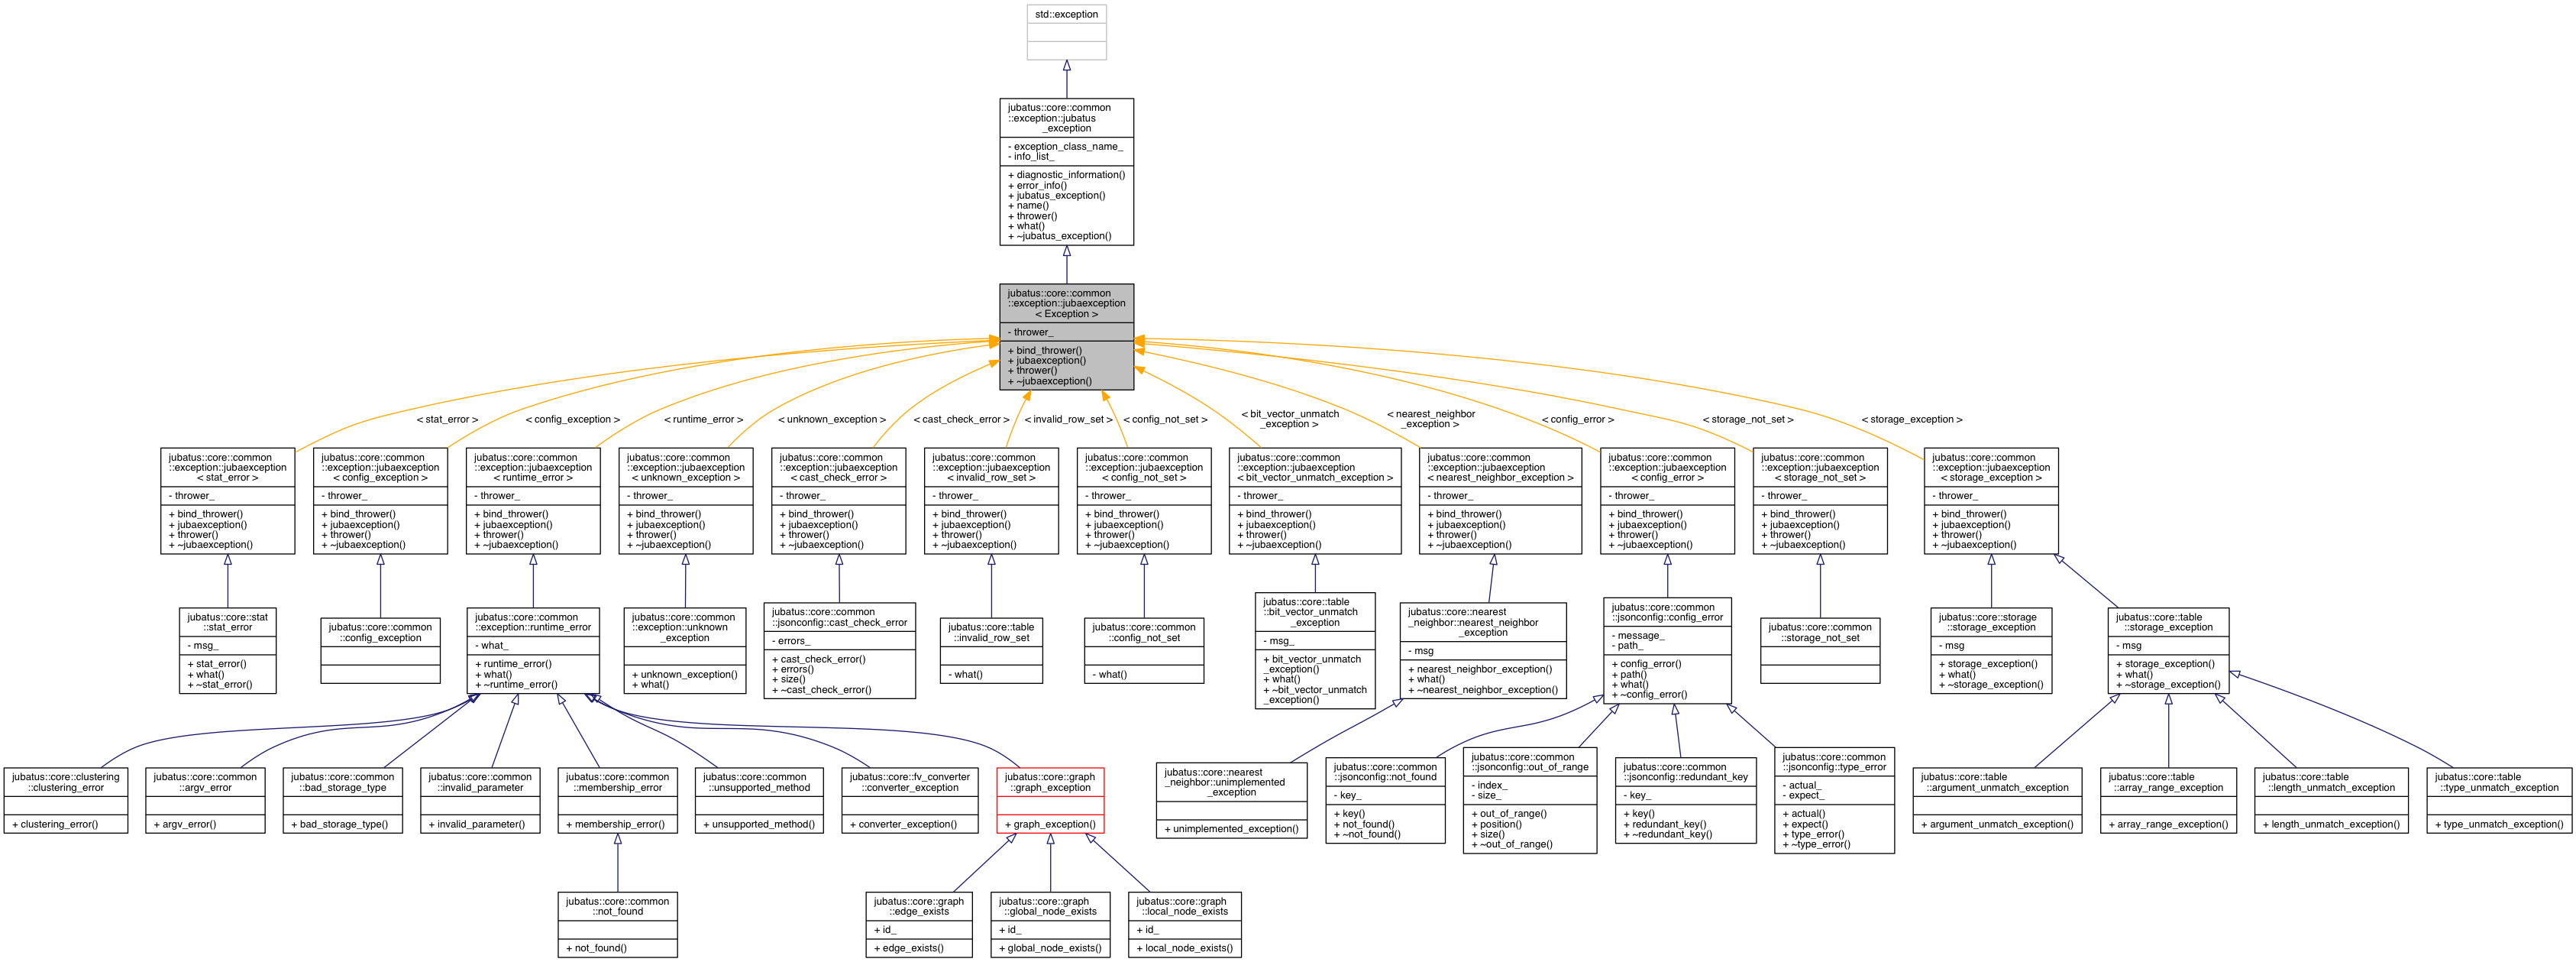 std::exception
jubatus::core::common
::exception::jubatus
_exception
- exception_class_name_
- info_list_
+ diagnostic_information()
+ error_info()
+ jubatus_exception()
+ name()
+ thrower()
+ what()
+ ~jubatus_exception()
jubatus::core::common
::exception::jubaexception
< Exception >
- thrower_
+ bind_thrower()
+ jubaexception()
+ thrower()
+ ~jubaexception()
< stat_error >
< config_exception >
< runtime_error >
< unknown_exception >
< cast_check_error >
< invalid_row_set >
< config_not_set >
< bit_vector_unmatch
_exception >
< nearest_neighbor
_exception >
< config_error >
< storage_not_set >
< storage_exception >
jubatus::core::common
::exception::jubaexception
< stat_error >
- thrower_
+ bind_thrower()
+ jubaexception()
+ thrower()
+ ~jubaexception()
jubatus::core::common
::exception::jubaexception
< config_exception >
- thrower_
+ bind_thrower()
+ jubaexception()
+ thrower()
+ ~jubaexception()
jubatus::core::common
::exception::jubaexception
< runtime_error >
- thrower_
+ bind_thrower()
+ jubaexception()
+ thrower()
+ ~jubaexception()
jubatus::core::common
::exception::jubaexception
< unknown_exception >
- thrower_
+ bind_thrower()
+ jubaexception()
+ thrower()
+ ~jubaexception()
jubatus::core::common
::exception::jubaexception
< cast_check_error >
- thrower_
+ bind_thrower()
+ jubaexception()
+ thrower()
+ ~jubaexception()
jubatus::core::common
::exception::jubaexception
< invalid_row_set >
- thrower_
+ bind_thrower()
+ jubaexception()
+ thrower()
+ ~jubaexception()
jubatus::core::common
::exception::jubaexception
< config_not_set >
- thrower_
+ bind_thrower()
+ jubaexception()
+ thrower()
+ ~jubaexception()
jubatus::core::common
::exception::jubaexception
< bit_vector_unmatch_exception >
- thrower_
+ bind_thrower()
+ jubaexception()
+ thrower()
+ ~jubaexception()
jubatus::core::common
::exception::jubaexception
< nearest_neighbor_exception >
- thrower_
+ bind_thrower()
+ jubaexception()
+ thrower()
+ ~jubaexception()
jubatus::core::common
::exception::jubaexception
< config_error >
- thrower_
+ bind_thrower()
+ jubaexception()
+ thrower()
+ ~jubaexception()
jubatus::core::common
::exception::jubaexception
< storage_not_set >
- thrower_
+ bind_thrower()
+ jubaexception()
+ thrower()
+ ~jubaexception()
jubatus::core::common
::exception::jubaexception
< storage_exception >
- thrower_
+ bind_thrower()
+ jubaexception()
+ thrower()
+ ~jubaexception()
jubatus::core::stat
::stat_error
- msg_
+ stat_error()
+ what()
+ ~stat_error()
jubatus::core::common
::config_exception
jubatus::core::common
::exception::runtime_error
- what_
+ runtime_error()
+ what()
+ ~runtime_error()
jubatus::core::common
::exception::unknown
_exception
+ unknown_exception()
+ what()
jubatus::core::common
::jsonconfig::cast_check_error
- errors_
+ cast_check_error()
+ errors()
+ size()
+ ~cast_check_error()
jubatus::core::table
::invalid_row_set
- what()
jubatus::core::common
::config_not_set
- what()
jubatus::core::table
::bit_vector_unmatch
_exception
- msg_
+ bit_vector_unmatch
_exception()
+ what()
+ ~bit_vector_unmatch
_exception()
jubatus::core::nearest
_neighbor::nearest_neighbor
_exception
- msg
+ nearest_neighbor_exception()
+ what()
+ ~nearest_neighbor_exception()
jubatus::core::common
::jsonconfig::config_error
- message_
- path_
+ config_error()
+ path()
+ what()
+ ~config_error()
jubatus::core::common
::storage_not_set
jubatus::core::storage
::storage_exception
- msg
+ storage_exception()
+ what()
+ ~storage_exception()
jubatus::core::table
::storage_exception
- msg
+ storage_exception()
+ what()
+ ~storage_exception()
jubatus::core::clustering
::clustering_error
+ clustering_error()
jubatus::core::common
::argv_error
+ argv_error()
jubatus::core::common
::bad_storage_type
+ bad_storage_type()
jubatus::core::common
::invalid_parameter
+ invalid_parameter()
jubatus::core::common
::membership_error
+ membership_error()
jubatus::core::common
::unsupported_method
+ unsupported_method()
jubatus::core::fv_converter
::converter_exception
+ converter_exception()
jubatus::core::graph
::graph_exception
+ graph_exception()
jubatus::core::nearest
_neighbor::unimplemented
_exception
+ unimplemented_exception()
jubatus::core::common
::jsonconfig::not_found
- key_
+ key()
+ not_found()
+ ~not_found()
jubatus::core::common
::jsonconfig::out_of_range
- index_
- size_
+ out_of_range()
+ position()
+ size()
+ ~out_of_range()
jubatus::core::common
::jsonconfig::redundant_key
- key_
+ key()
+ redundant_key()
+ ~redundant_key()
jubatus::core::common
::jsonconfig::type_error
- actual_
- expect_
+ actual()
+ expect()
+ type_error()
+ ~type_error()
jubatus::core::table
::argument_unmatch_exception
+ argument_unmatch_exception()
jubatus::core::table
::array_range_exception
+ array_range_exception()
jubatus::core::table
::length_unmatch_exception
+ length_unmatch_exception()
jubatus::core::table
::type_unmatch_exception
+ type_unmatch_exception()
jubatus::core::common
::not_found
+ not_found()
jubatus::core::graph
::edge_exists
+ id_
+ edge_exists()
jubatus::core::graph
::global_node_exists
+ id_
+ global_node_exists()
jubatus::core::graph
::local_node_exists
+ id_
+ local_node_exists()